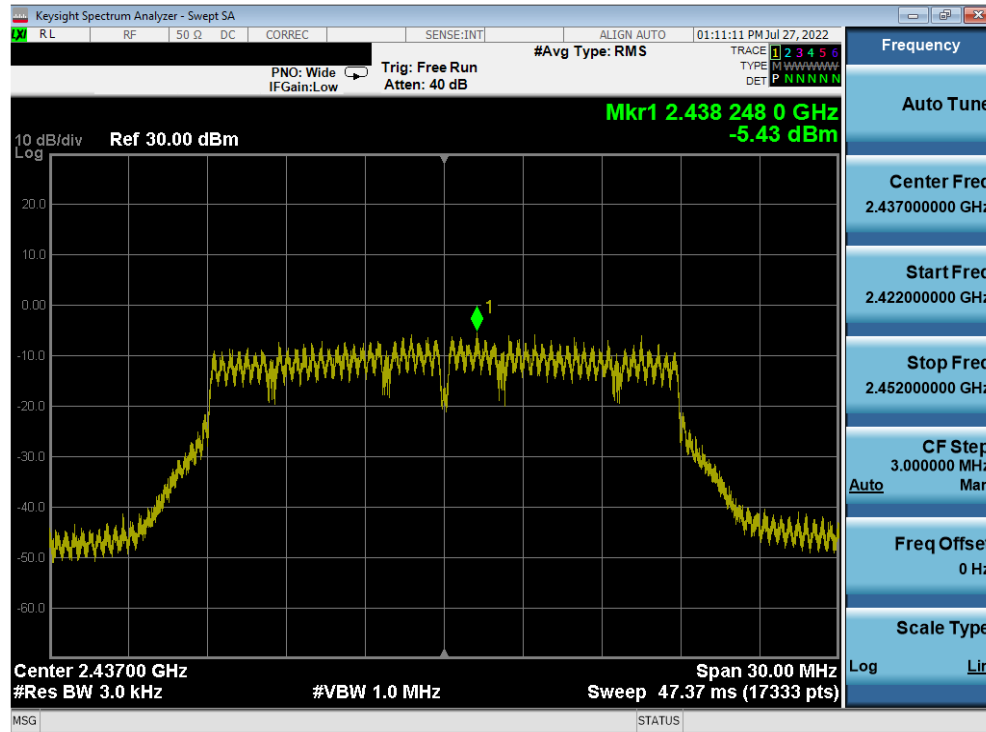 Keysight Spectrum Analyzer - Swept SA
LXI RL RF 50 Ω DC CORREC SENSE:INT ALIGN AUTO 01:11:11 PM Jul 27, 2022
#Avg Type: RMS
TRACE 1 2 3 4 5 6
PNO: Wide Trig: Free Run
TYPE M WWWWW
IFGain:Low Atten: 40 dB
DET P N N N N N
Mkr1 2.438 248 0 GHz
-5.43 dBm
10 dB/div Ref 30.00 dBm
Log
20.0
10.0
0.00
1
-10.0
-20.0
-30.0
-40.0
-50.0
-60.0
Center 2.43700 GHz Span 30.00 MHz
#Res BW 3.0 kHz #VBW 1.0 MHz Sweep 47.37 ms (17333 pts)
MSG STATUS
Frequency
Auto Tune
Center Freq
2.437000000 GHz
Start Freq
2.422000000 GHz
Stop Freq
2.452000000 GHz
CF Step
3.000000 MHz
Auto Man
Freq Offset
0 Hz
Scale Type
Log Lin